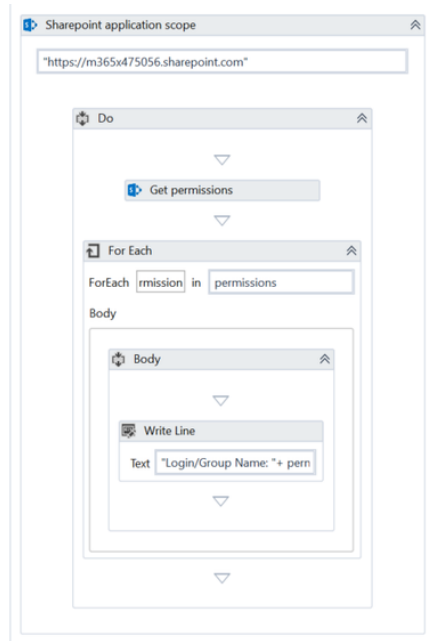 Sharepoint application scope
"https://m365x475056.sharepoint.com"
Do
Get permissions
For Each
ForEach rmission in permissions
Body
Body
Write Line
Text "Login/Group Name: "+ pern